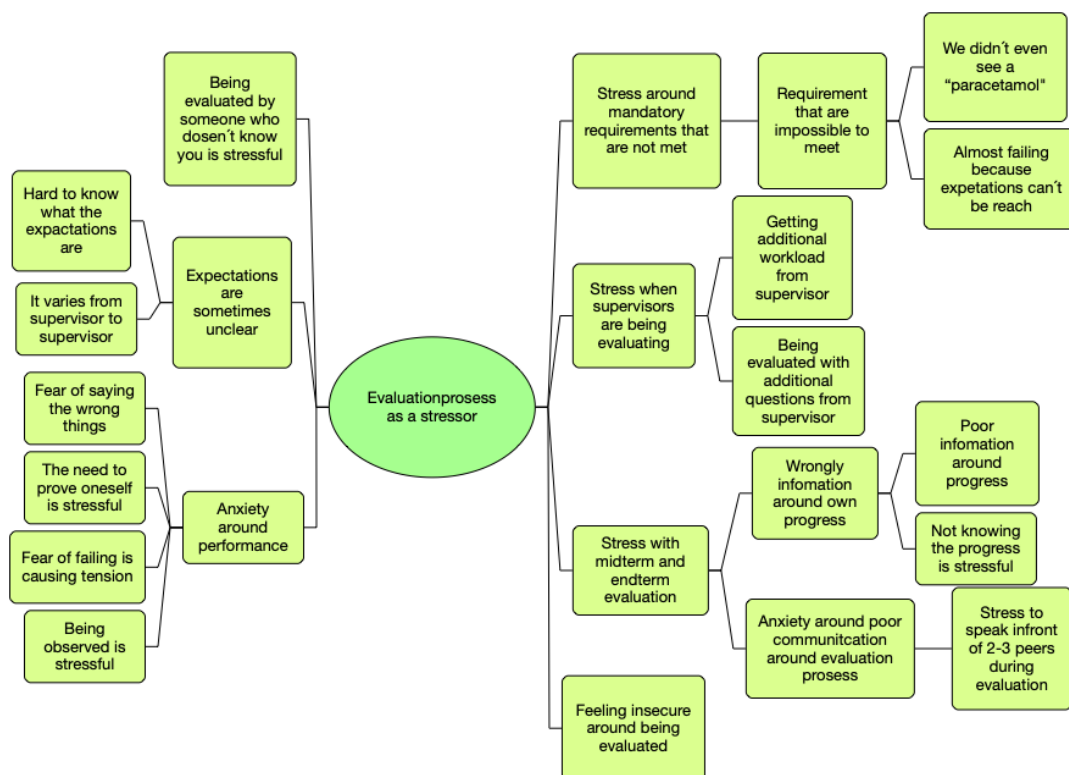 Being
evaluated by
someone who
dosen´t know
you is stressful
Hard to know
what the
expactations
are
It varies from
supervisor to
supervisor
Expectations
are
sometimes
unclear
Fear of saying
the wrong
things
The need to
prove oneself
is stressful
Fear of failing is
causing tension
Being
observed is
stressful
Anxiety
around
performance
Evaluationprosess
as a stressor
Stress around
mandatory
requirements that
are not met
Requirement
that are
impossible to
meet
We didn´t even
see a
“paracetamol"
Almost failing
because
expetations can´t
be reach
Stress when
supervisors
are being
evaluating
Getting
additional
workload
from
supervisor
Being
evaluated with
additional
questions from
supervisor
Stress with
midterm and
endterm
evaluation
Wrongly
infomation
around own
progress
Poor
infomation
around
progress
Not knowing
the progress
is stressful
Anxiety around poor
communitcation
around evaluation
prosess
Stress to
speak infront
of 2-3 peers
during
evaluation
Feeling insecure
around being
evaluated